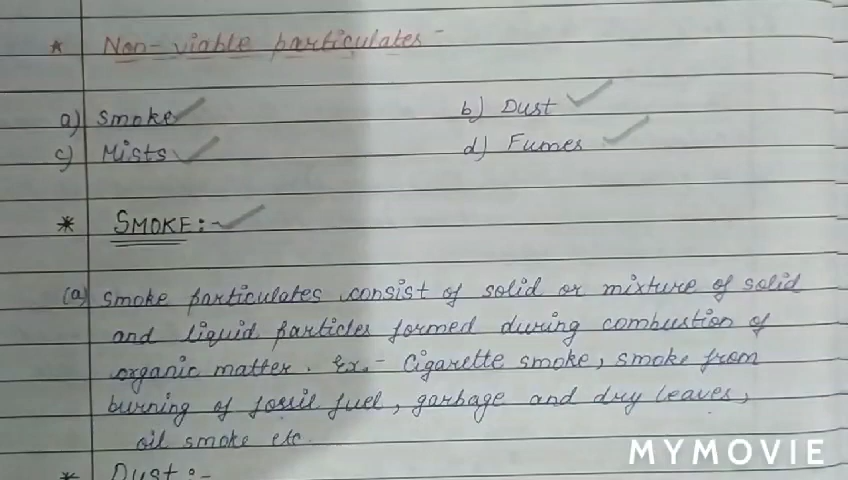 * Non-viable particulates-
a) Smoke b) Dust
c) Mists d) Fumes
* SMOKE:-
(a) Smoke particulates consist of solid or mixture of solid
and liquid particles formed during combustion of
organic matter. Ex.- Cigarette smoke, smoke from
burning of fossil fuel, garbage and dry leaves,
oil smoke etc.
* Dust:-
MYMOVIE